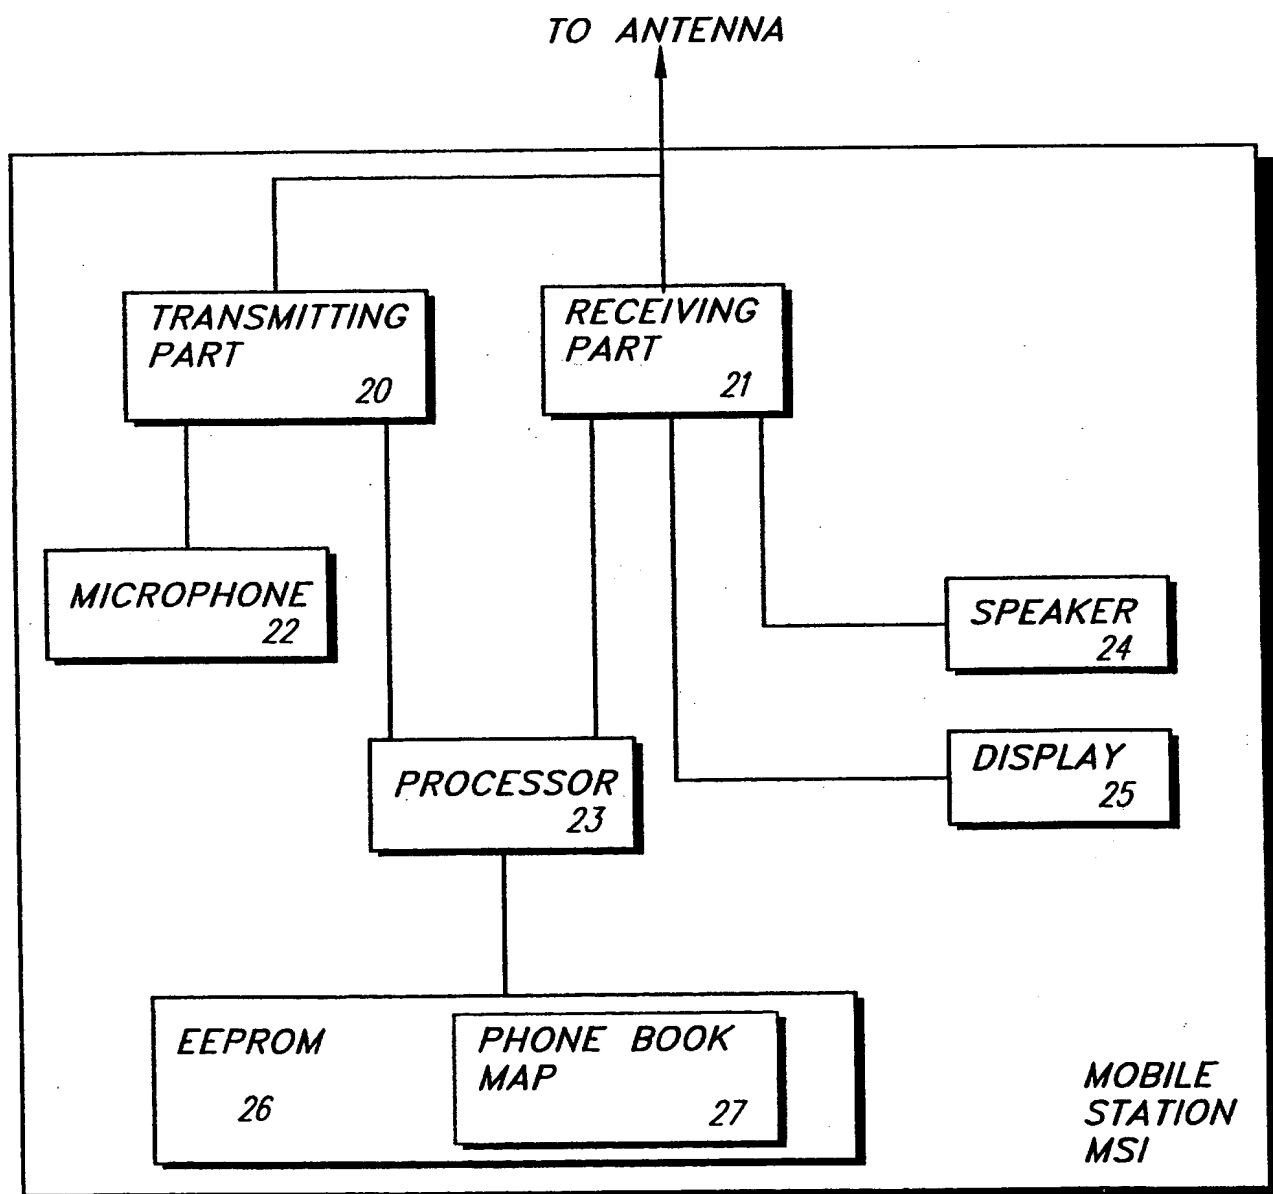 TO ANTENNA
TRANSMITTING
PART
20
RECEIVING
PART
21
MICROPHONE
22
SPEAKER
24
PROCESSOR
23
DISPLAY
25
EEPROM
26
PHONE BOOK
MAP
27
MOBILE
STATION
MSI